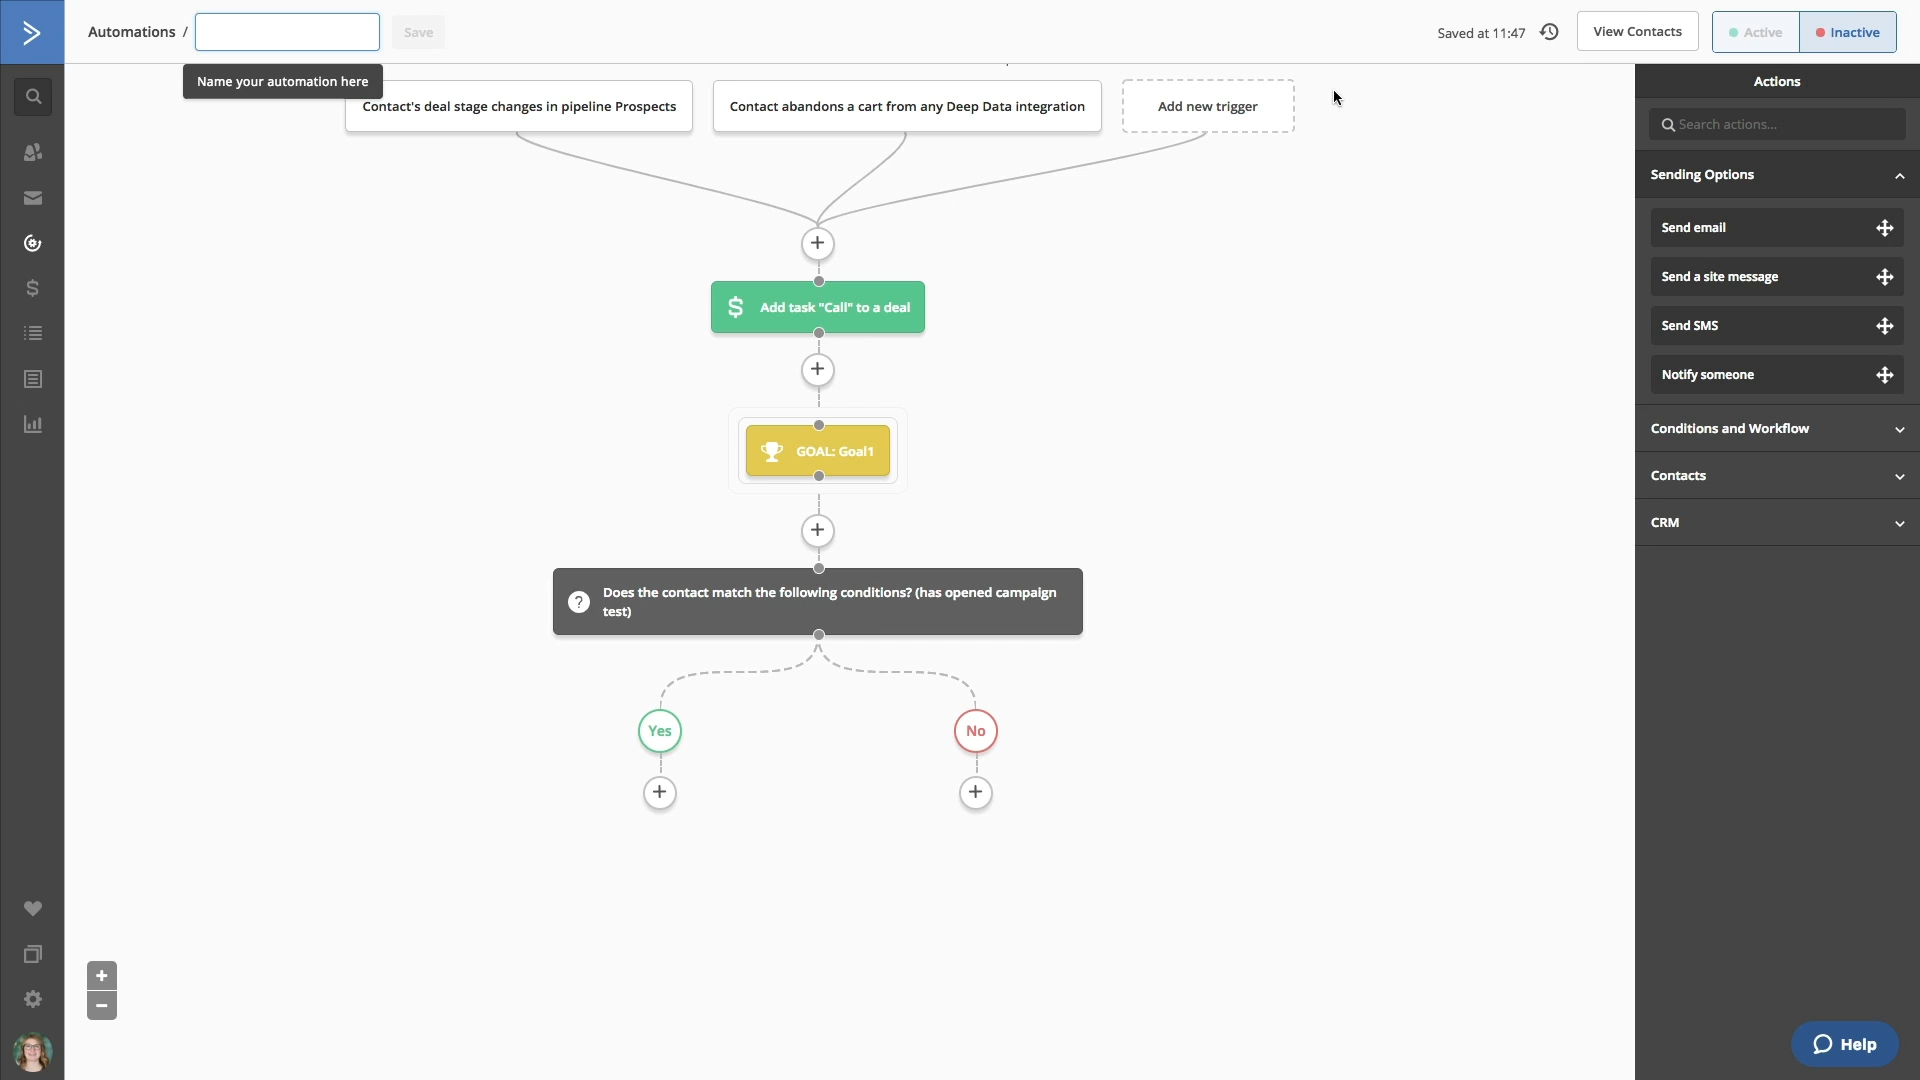 Automations /
Save
Saved at 11:47
View Contacts
Active
Inactive
Name your automation here
Contact's deal stage changes in pipeline Prospects
Contact abandons a cart from any Deep Data integration
Add new trigger
Add task "Call" to a deal
GOAL: Goal1
Does the contact match the following conditions? (has opened campaign
test)
Yes
No
Actions
Search actions...
Sending Options
Send email
Send a site message
Send SMS
Notify someone
Conditions and Workflow
Contacts
CRM
Help